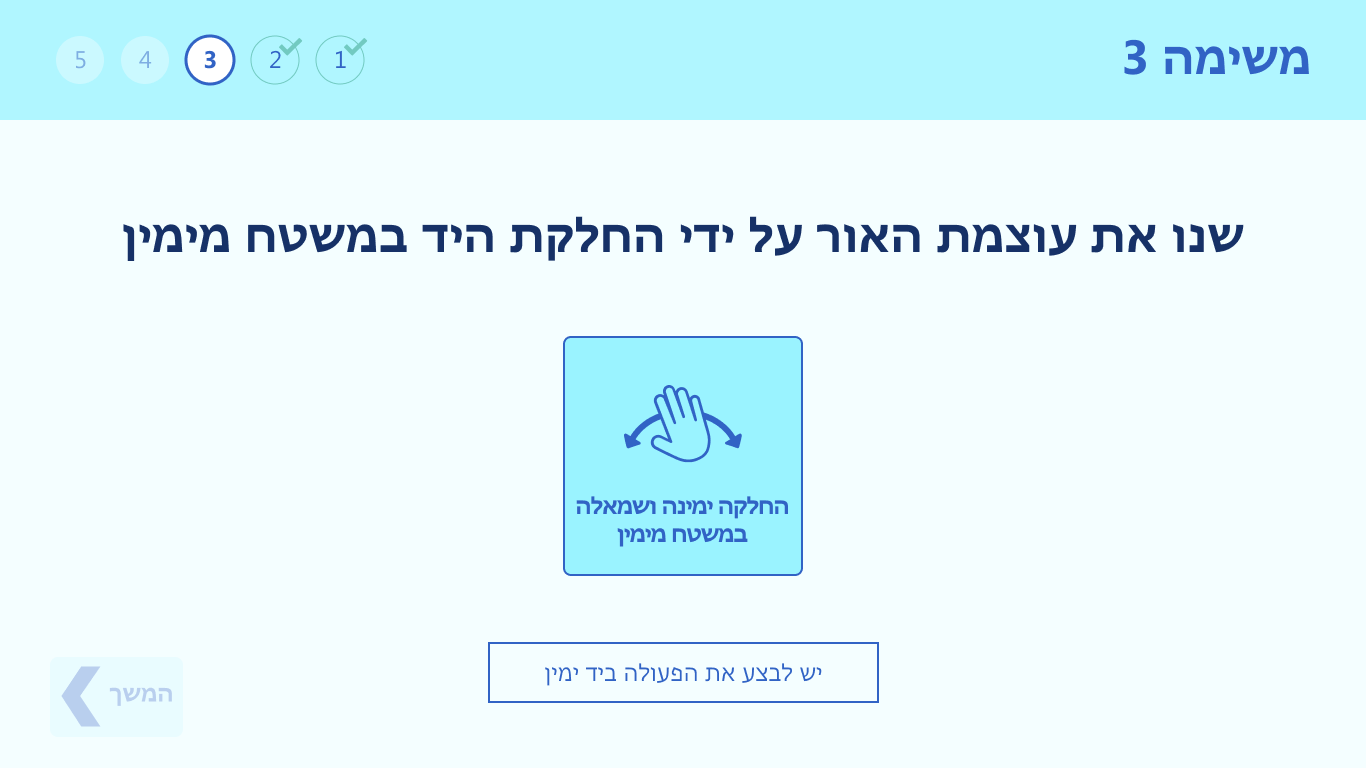 משימה 3
1 2 3 4 5
שנו את עוצמת האור על ידי החלקת היד במשטח מימין
החלקה ימינה ושמאלה
במשטח מימין
יש לבצע את הפעולה ביד ימין
המשך